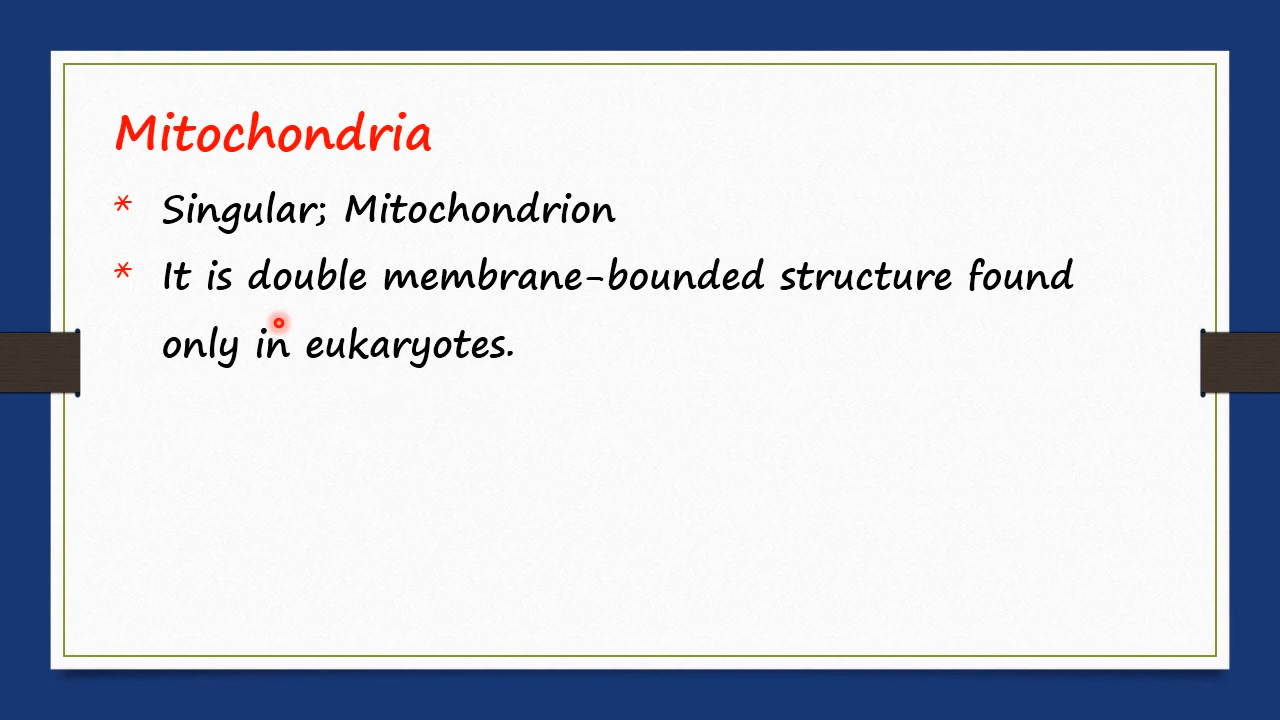 Mitochondria
* Singular; Mitochondrion
* It is double membrane-bounded structure found
only in eukaryotes.